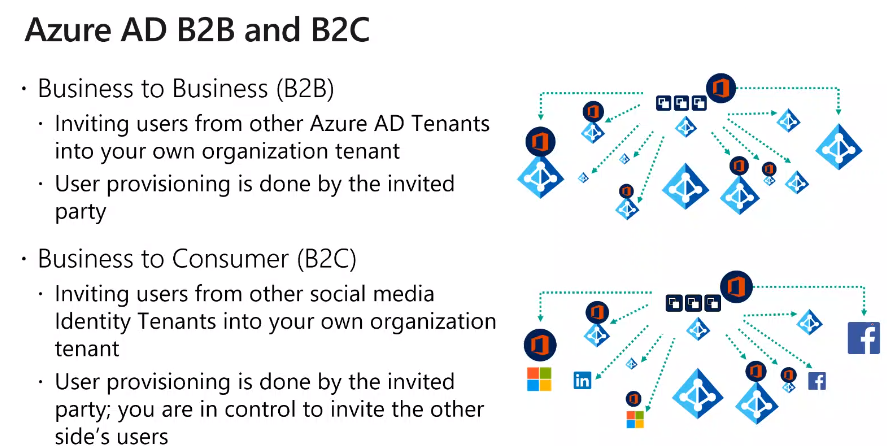 Azure AD B2B and B2C
· Business to Business (B2B)
· Inviting users from other Azure AD Tenants
into your own organization tenant
· User provisioning is done by the invited
party
· Business to Consumer (B2C)
· Inviting users from other social media
Identity Tenants into your own organization
tenant
· User provisioning is done by the invited
party; you are in control to invite the other
side's users
in
f
f